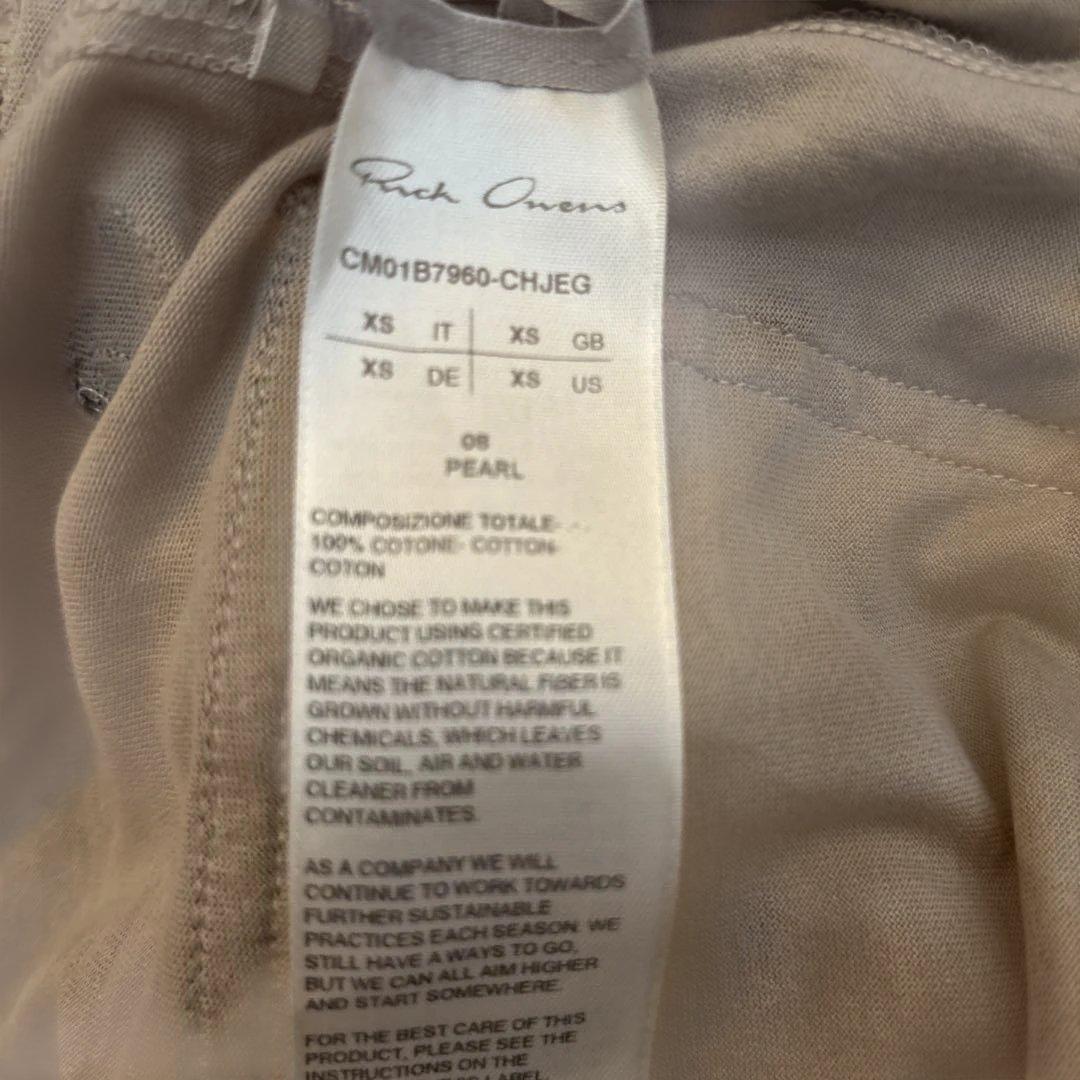 Rick Owens
CM01B7960-CHJEG
XS IT XS GB
XS DE XS US
08
PEARL
COMPOSIZIONE TOTALE-
100% COTONE- COTTON-
COTON
WE CHOSE TO MAKE THIS
PRODUCT USING CERTIFIED
ORGANIC COTTON BECAUSE IT
MEANS THE NATURAL FIBER IS
GROWN WITHOUT HARMFUL
CHEMICALS, WHICH LEAVES
OUR SOIL, AIR AND WATER
CLEANER FROM
CONTAMINATES.
AS A COMPANY WE WILL
CONTINUE TO WORK TOWARDS
FURTHER SUSTAINABLE
PRACTICES EACH SEASON. WE
STILL HAVE A WAYS TO GO,
BUT WE CAN ALL AIM HIGHER
AND START SOMEWHERE.
FOR THE BEST CARE OF THIS
PRODUCT, PLEASE SEE THE
INSTRUCTIONS ON THE
LABEL.